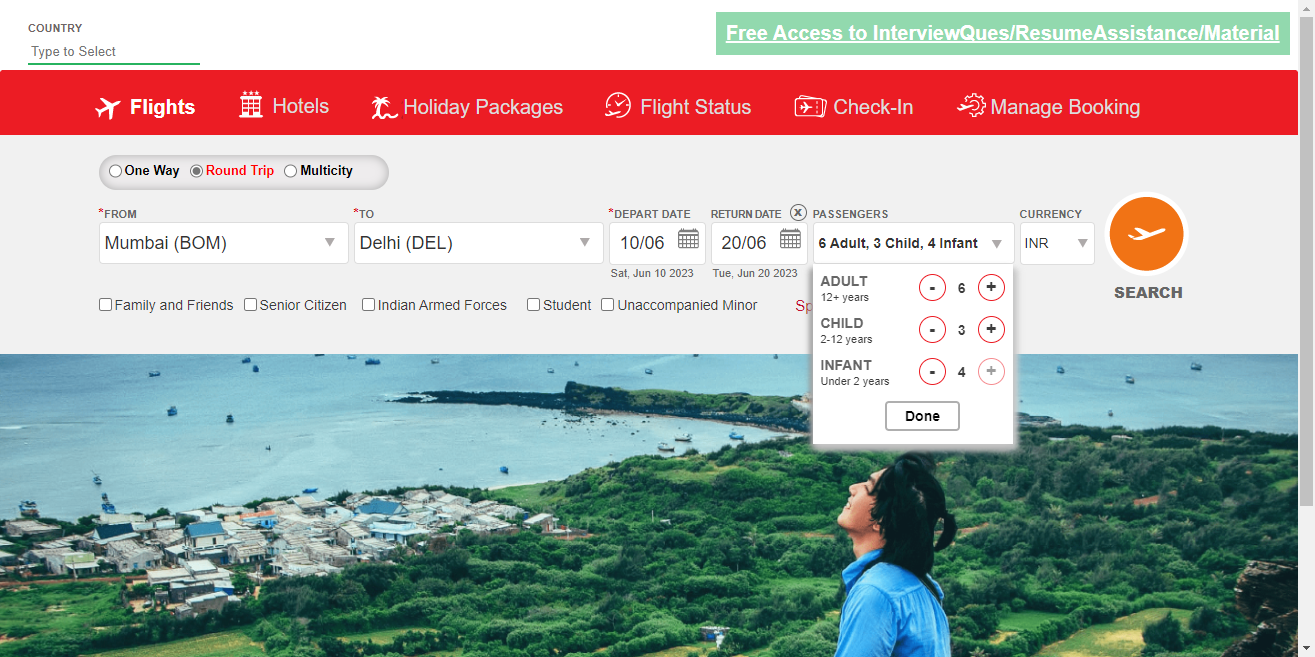 COUNTRY
Type to Select
Free Access to InterviewQues/ResumeAssistance/Material
Flights Hotels Holiday Packages Flight Status Check-In Manage Booking
One Way Round Trip Multicity
*FROM *TO *DEPART DATE RETURN DATE X PASSENGERS CURRENCY
Mumbai (BOM) Delhi (DEL) 10/06 20/06 6 Adult, 3 Child, 4 Infant INR
Sat, Jun 10 2023 Tue, Jun 20 2023
ADULT - 6 +
12+ years
SEARCH
Family and Friends Senior Citizen Indian Armed Forces Student Unaccompanied Minor Sp
CHILD - 3 +
2-12 years
INFANT - 4 +
Under 2 years
Done